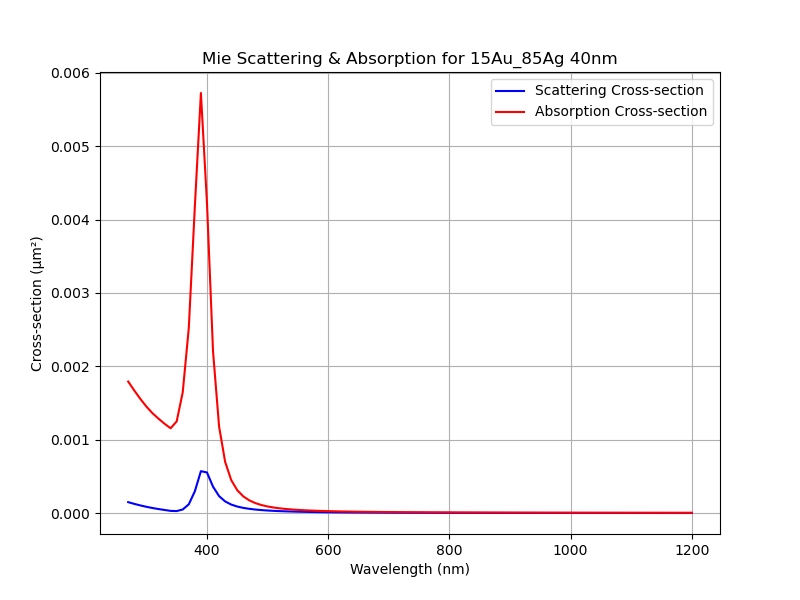 Mie Scattering & Absorption for 15Au_85Ag 40nm
Scattering Cross-section
Absorption Cross-section
Cross-section (μm²)
0.006
0.005
0.004
0.003
0.002
0.001
0.000
400 600 800 1000 1200
Wavelength (nm)